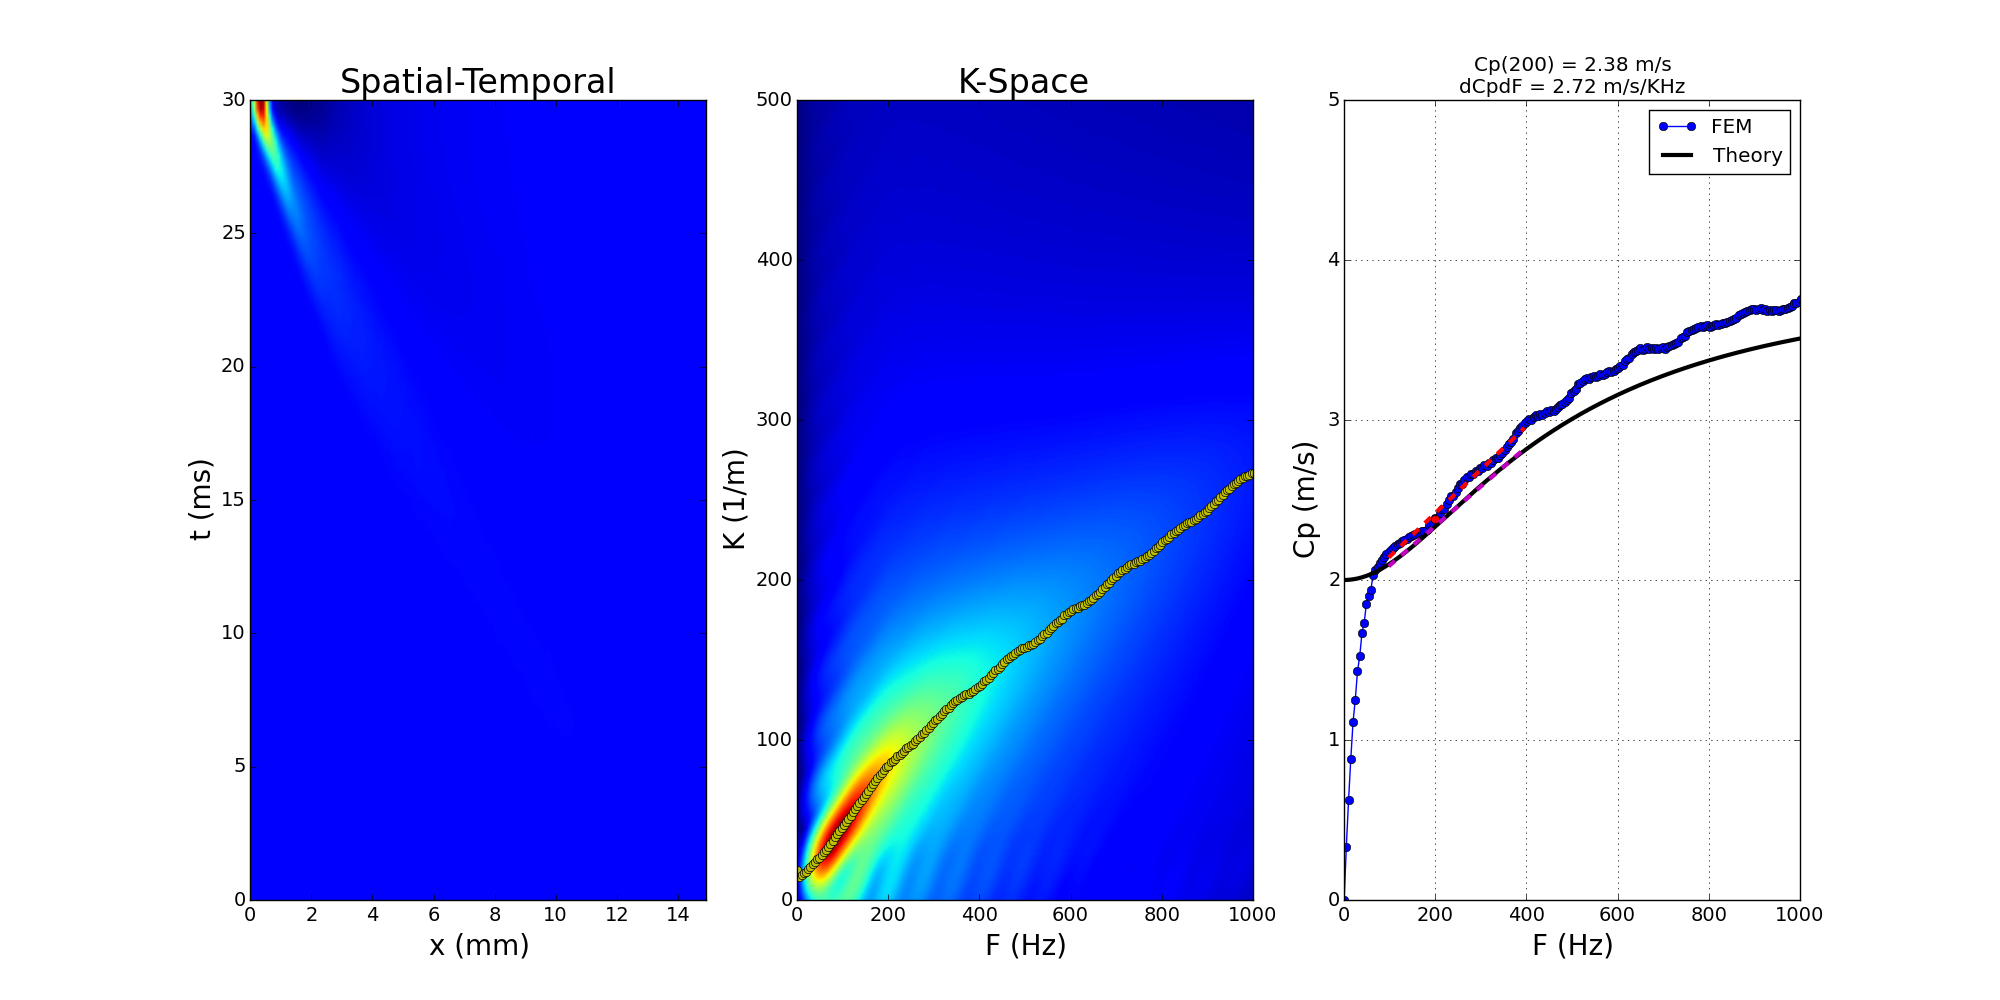 Spatial-Temporal
30
25
20
15
10
5
0
t (ms)
0 2 4 6 8 10 12 14
x (mm)
K-Space
500
400
300
200
100
0
K (1/m)
0 200 400 600 800 1000
F (Hz)
Cp(200) = 2.38 m/s
dCpdF = 2.72 m/s/KHz
FEM
Theory
5
4
3
2
1
0
Cp (m/s)
0 200 400 600 800 1000
F (Hz)